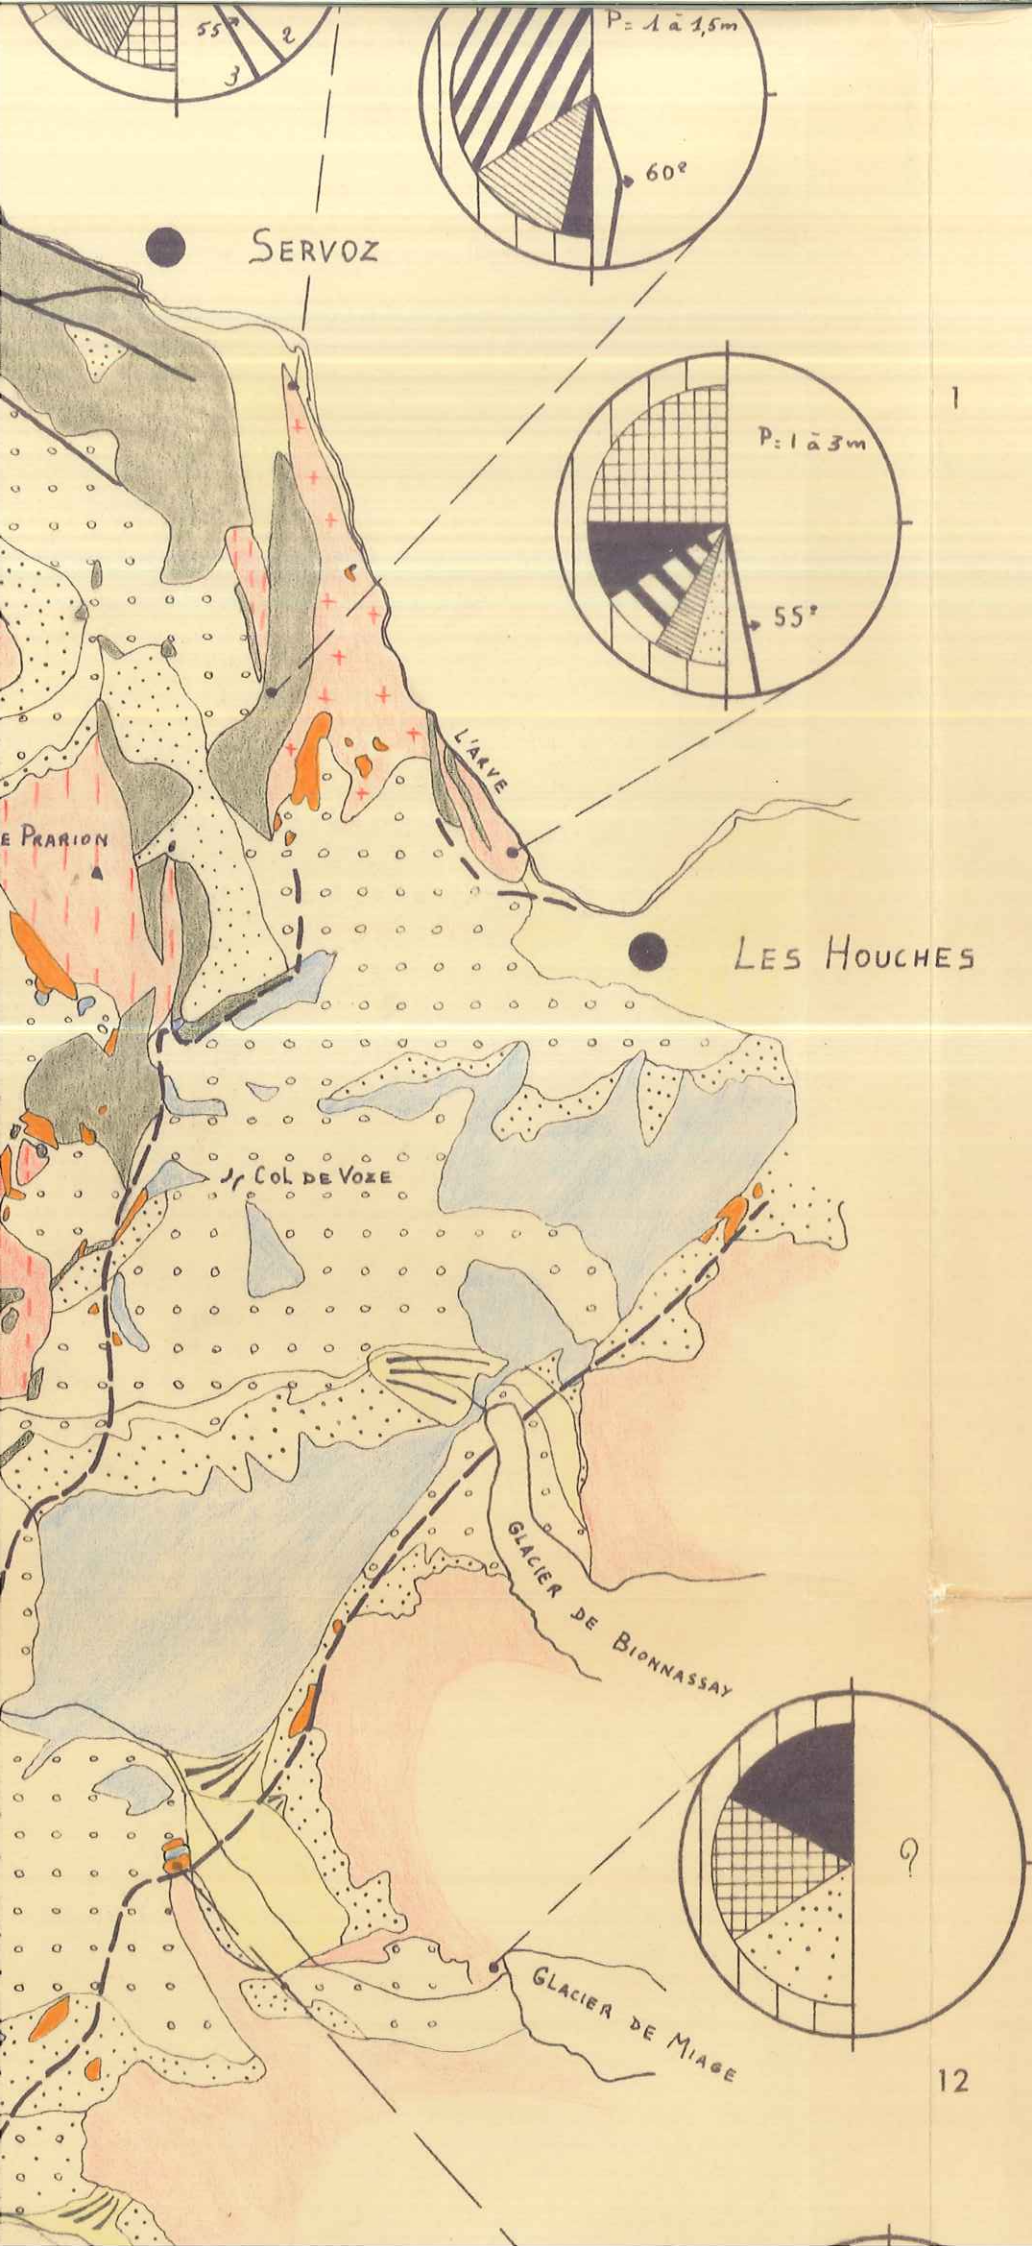 55°
2
3
P= 1 à 1,5m
60°
SERVOZ
1
P=1 à 3m
55°
L'ARVE
E PRARION
LES HOUCHES
COL DE VOZE
GLACIER DE BIONNASSAY
?
GLACIER DE MIAGE
12